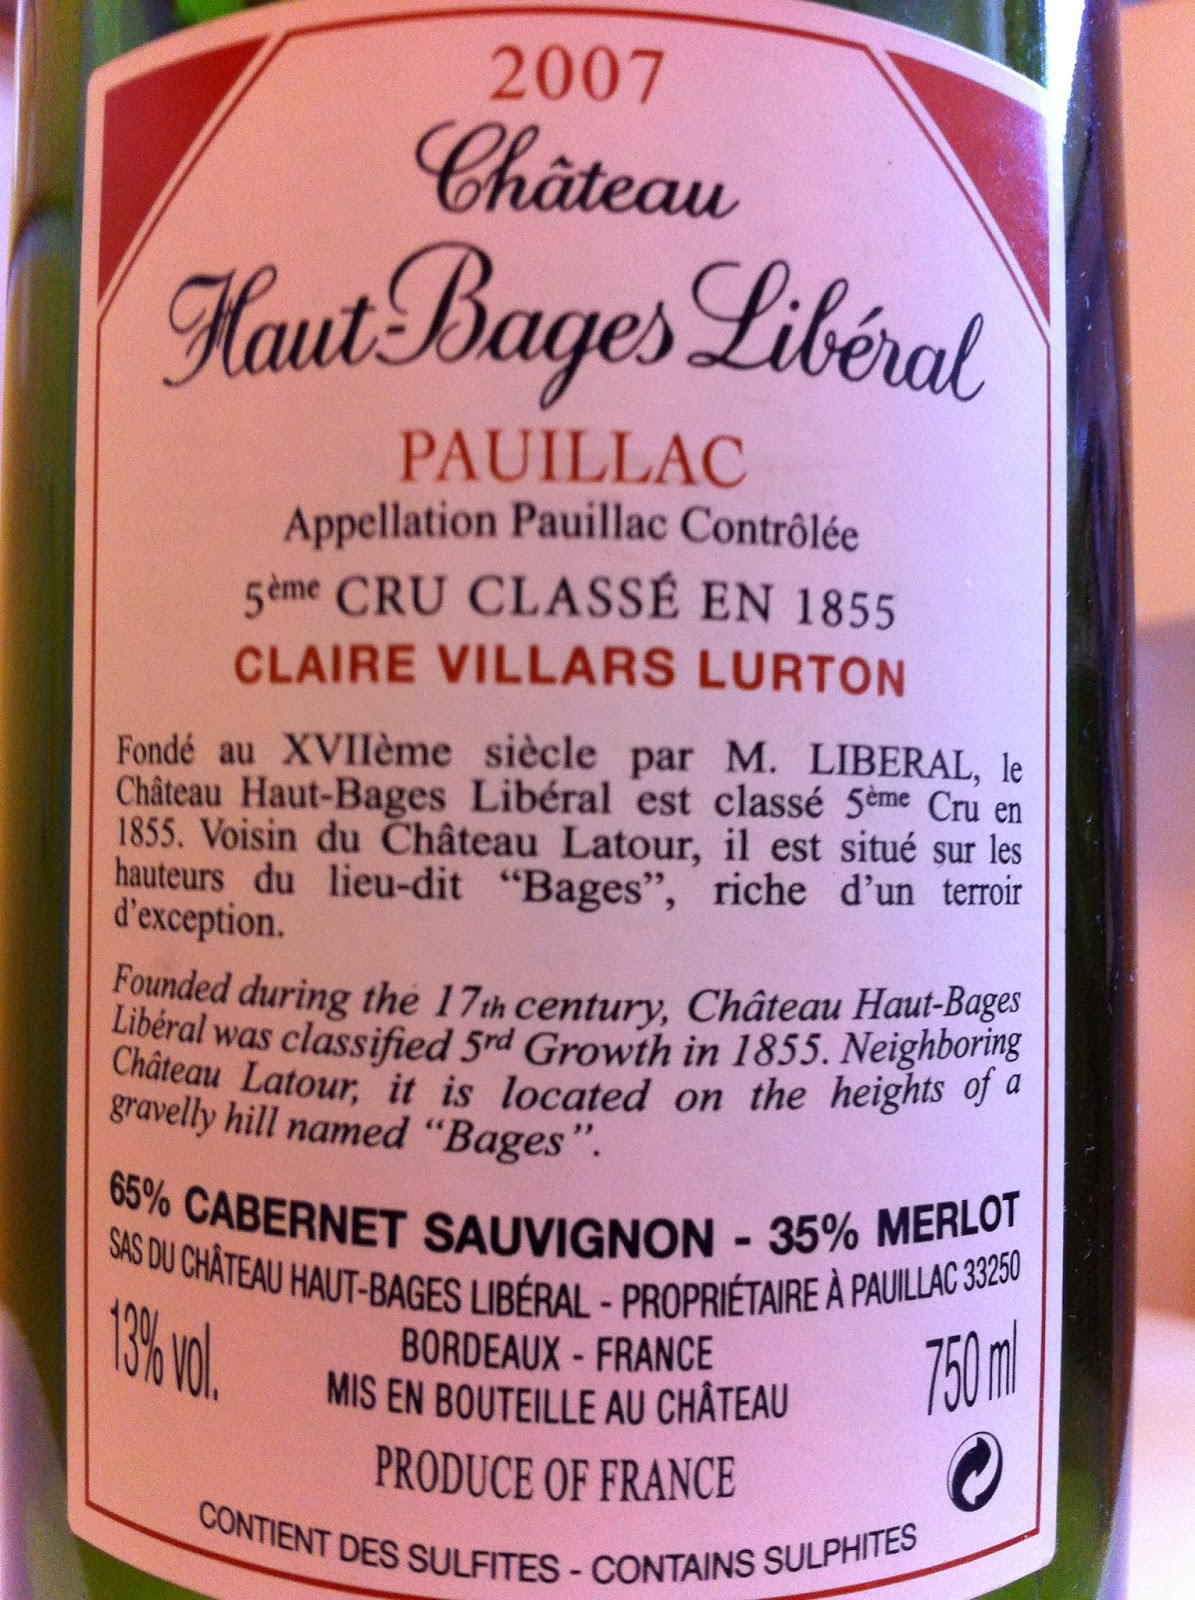 2007
Château
Haut-Bages Libéral
PAUILLAC
Appellation Pauillac Contrôlée
5ème CRU CLASSÉ EN 1855
CLAIRE VILLARS LURTON
Fondé au XVIIème siècle par M. LIBERAL, le
Château Haut-Bages Libéral est classé 5ème Cru en
1855. Voisin du Château Latour, il est situé sur les
hauteurs du lieu-dit “Bages”, riche d’un terroir
d’exception.
Founded during the 17th century, Château Haut-Bages
Libéral was classified 5rd Growth in 1855. Neighboring
Château Latour, it is located on the heights of a
gravelly hill named “Bages”.
65% CABERNET SAUVIGNON - 35% MERLOT
SAS DU CHÂTEAU HAUT-BAGES LIBÉRAL - PROPRIÉTAIRE À PAUILLAC 33250
BORDEAUX - FRANCE
13% vol.
MIS EN BOUTEILLE AU CHÂTEAU
750 ml
PRODUCE OF FRANCE
CONTIENT DES SULFITES - CONTAINS SULPHITES